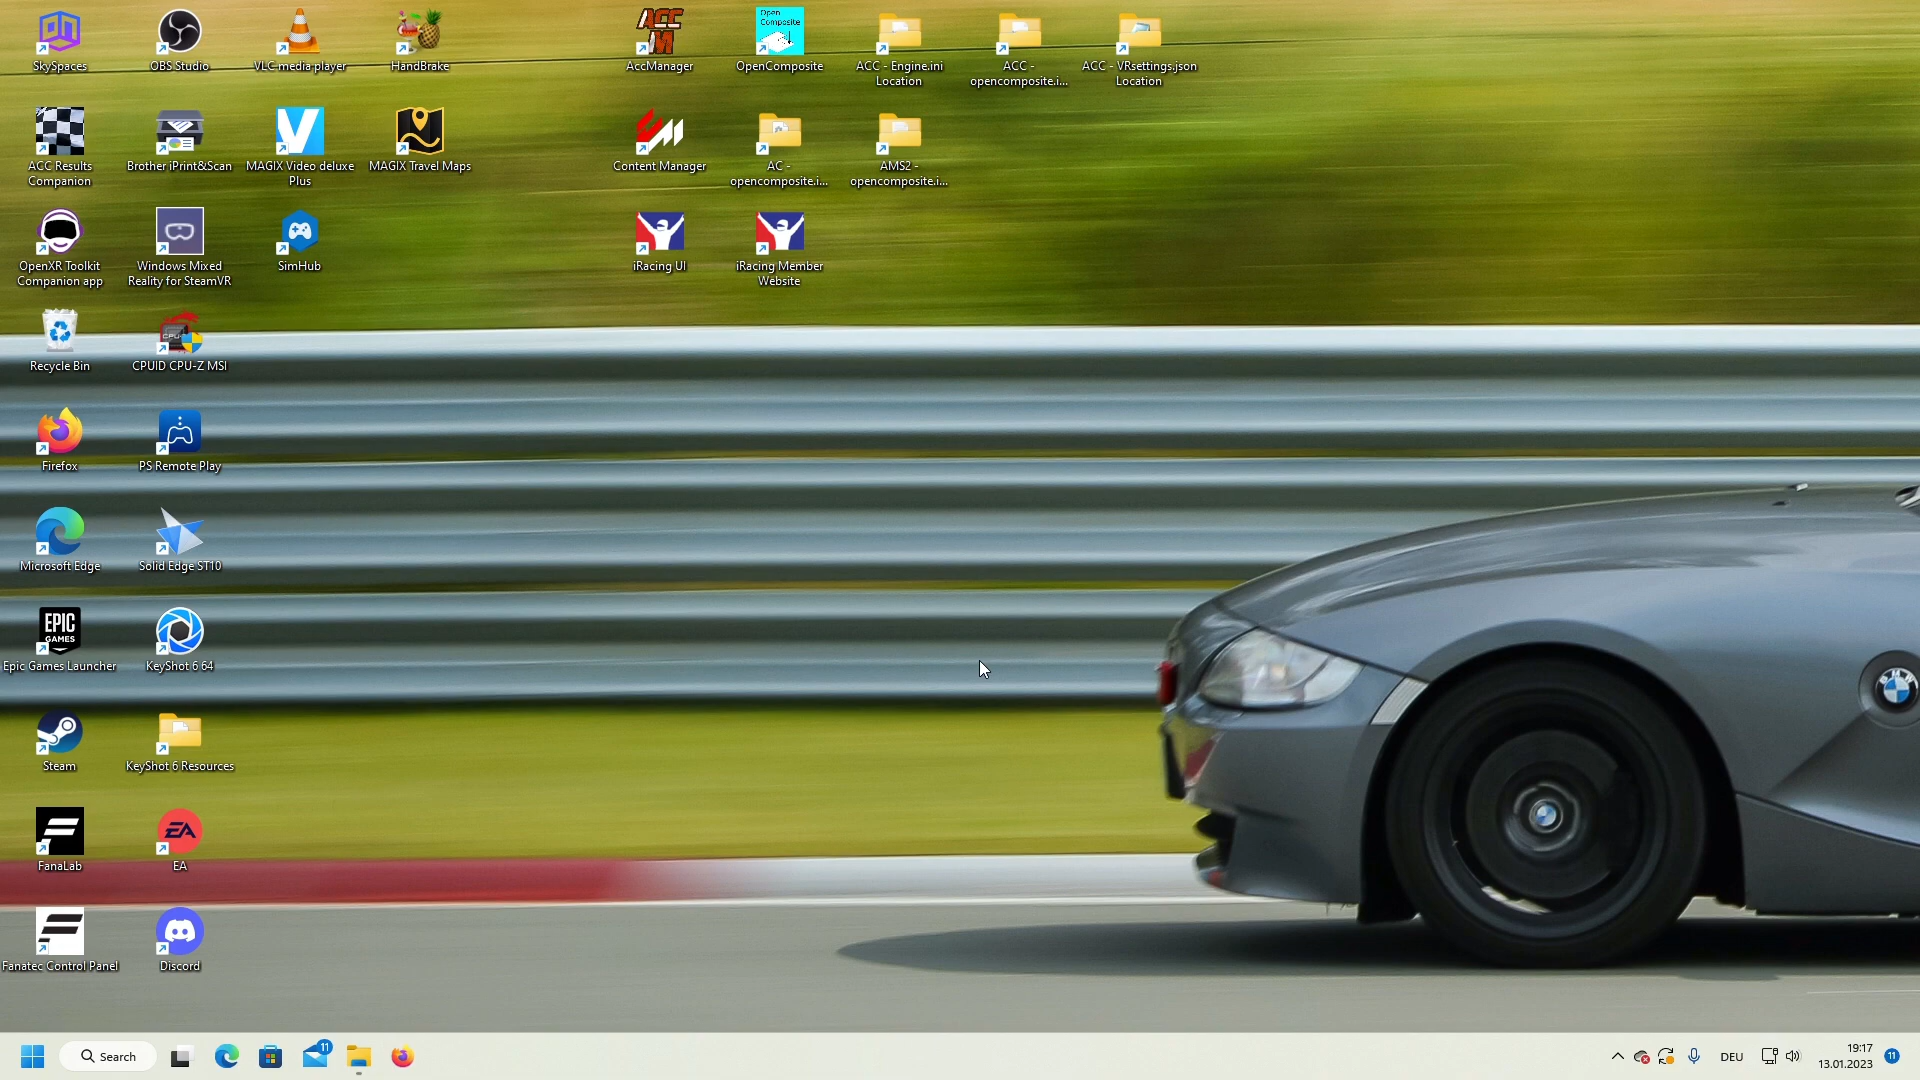 SkySpaces
OBS Studio
VLC media player
HandBrake
ACC
M
AccManager
Open
Composite
OpenComposite
ACC - Engine.ini
Location
ACC -
opencomposite.i...
ACC - VRsettings.json
Location
ACC Results
Companion
Brother iPrint&Scan
MAGIX Video deluxe
Plus
MAGIX Travel Maps
Content Manager
AC -
opencomposite.i...
AMS2 -
opencomposite.i...
OpenXR Toolkit
Companion app
Windows Mixed
Reality for SteamVR
SimHub
iRacing UI
iRacing Member
Website
Recycle Bin
CPUID CPU-Z MSI
Firefox
PS Remote Play
Microsoft Edge
Solid Edge ST10
EPIC
GAMES
Epic Games Launcher
KeyShot 6 64
BMW
Steam
KeyShot 6 Resources
FanaLab
EA
EA
Fanatec Control Panel
Discord
Search
11
DEU
19:17
13.01.2023
11